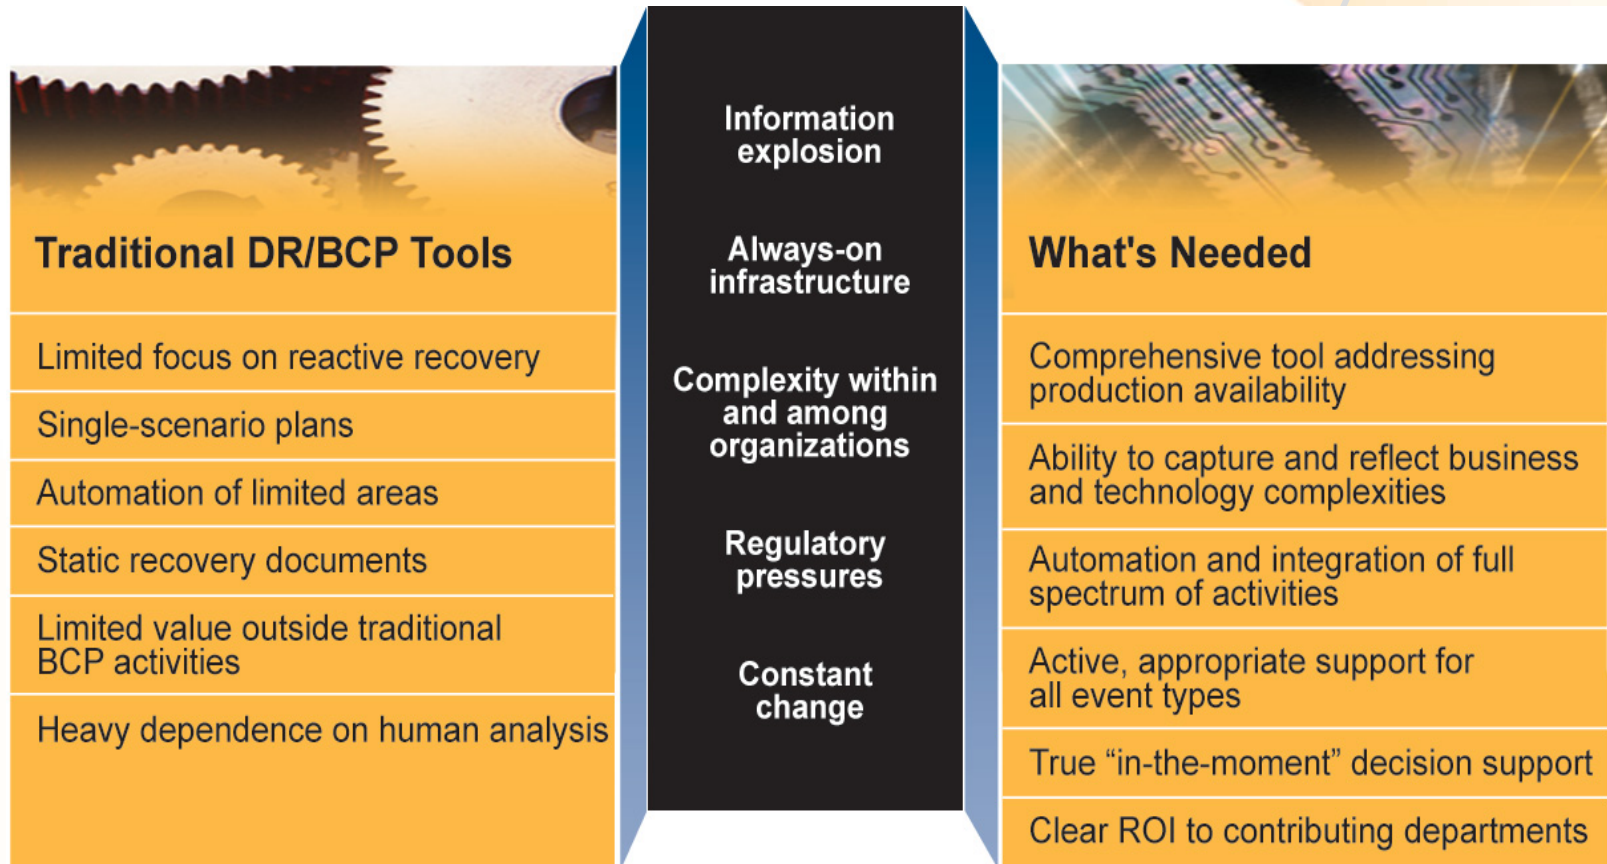 Traditional DR/BCP Tools
Limited focus on reactive recovery
Single-scenario plans
Automation of limited areas
Static recovery documents
Limited value outside traditional
BCP activities
Heavy dependence on human analysis
Information
explosion
Always-on
infrastructure
Complexity within
and among
organizations
Regulatory
pressures
Constant
change
What's Needed
Comprehensive tool addressing
production availability
Ability to capture and reflect business
and technology complexities
Automation and integration of full
spectrum of activities
Active, appropriate support for
all event types
True “in-the-moment” decision support
Clear ROI to contributing departments